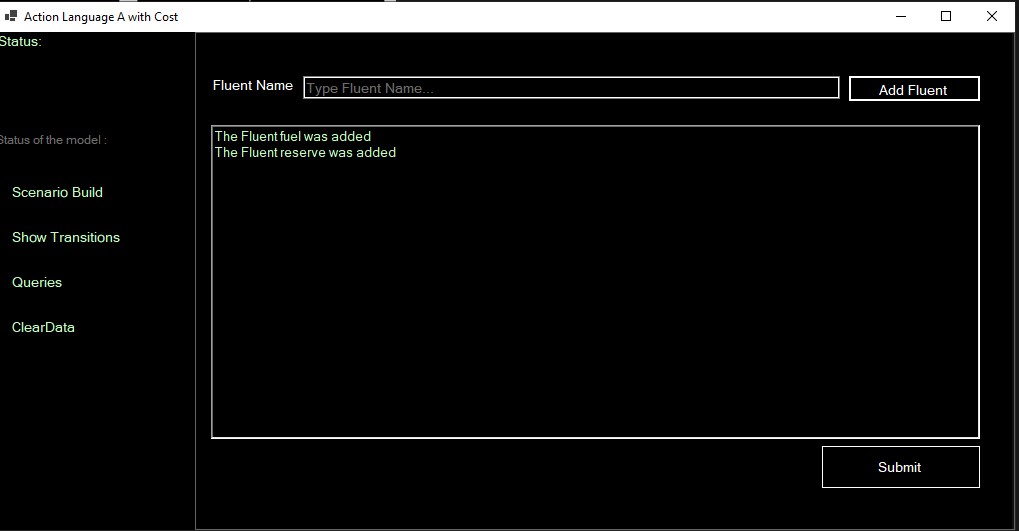 Action Language A with Cost
Status:
Fluent Name Type Fluent Name... Add Fluent
The Fluent fuel was added
The Fluent reserve was added
Status of the model :
Scenario Build
Show Transitions
Queries
ClearData
Submit